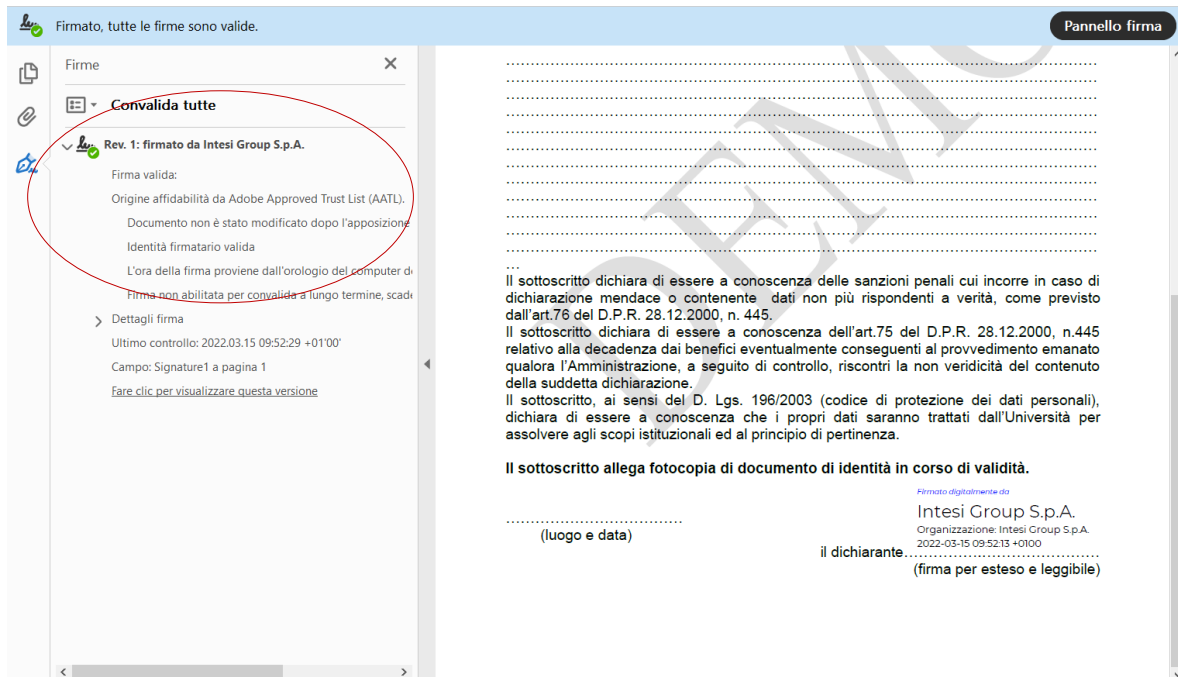 Firmato, tutte le firme sono valide.
Pannello firma
Firme
Convalida tutte
Rev. 1: firmato da Intesi Group S.p.A.
Firma valida:
Origine affidabilità da Adobe Approved Trust List (AATL).
Documento non è stato modificato dopo l'apposizione
Identità firmatario valida
L'ora della firma proviene dall'orologio del computer de
Firma non abilitata per convalida a lungo termine, scade
Dettagli firma
Ultimo controllo: 2022.03.15 09:52:29 +01'00'
Campo: Signature1 a pagina 1
Fare clic per visualizzare questa versione
DEMO
...
Il sottoscritto dichiara di essere a conoscenza delle sanzioni penali cui incorre in caso di
dichiarazione mendace o contenente dati non più rispondenti a verità, come previsto
dall'art.76 del D.P.R. 28.12.2000, n. 445.
Il sottoscritto dichiara di essere a conoscenza dell'art.75 del D.P.R. 28.12.2000, n.445
relativo alla decadenza dai benefici eventualmente conseguenti al provvedimento emanato
qualora l'Amministrazione, a seguito di controllo, riscontri la non veridicità del contenuto
della suddetta dichiarazione.
Il sottoscritto, ai sensi del D. Lgs. 196/2003 (codice di protezione dei dati personali),
dichiara di essere a conoscenza che i propri dati saranno trattati dall'Università per
assolvere agli scopi istituzionali ed al principio di pertinenza.
Il sottoscritto allega fotocopia di documento di identità in corso di validità.
Firmato digitalmente da
Intesi Group S.p.A.
Organizzazione: Intesi Group S.p.A.
2022-03-15 09:52:13 +0100
....................................
(luogo e data)
il dichiarante........................................
(firma per esteso e leggibile)